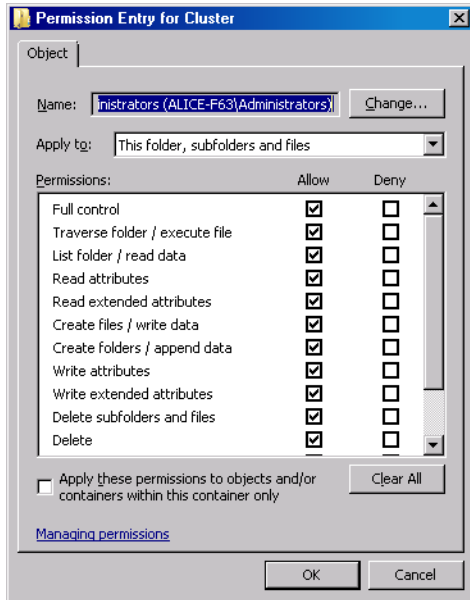 Permission Entry for Cluster
Object
Name: inistrators (ALICE-F63\Administrators) Change...
Apply to: This folder, subfolders and files
Permissions: Allow Deny
Full control
Traverse folder / execute file
List folder / read data
Read attributes
Read extended attributes
Create files / write data
Create folders / append data
Write attributes
Write extended attributes
Delete subfolders and files
Delete
Apply these permissions to objects and/or
containers within this container only
Clear All
Managing permissions
OK Cancel